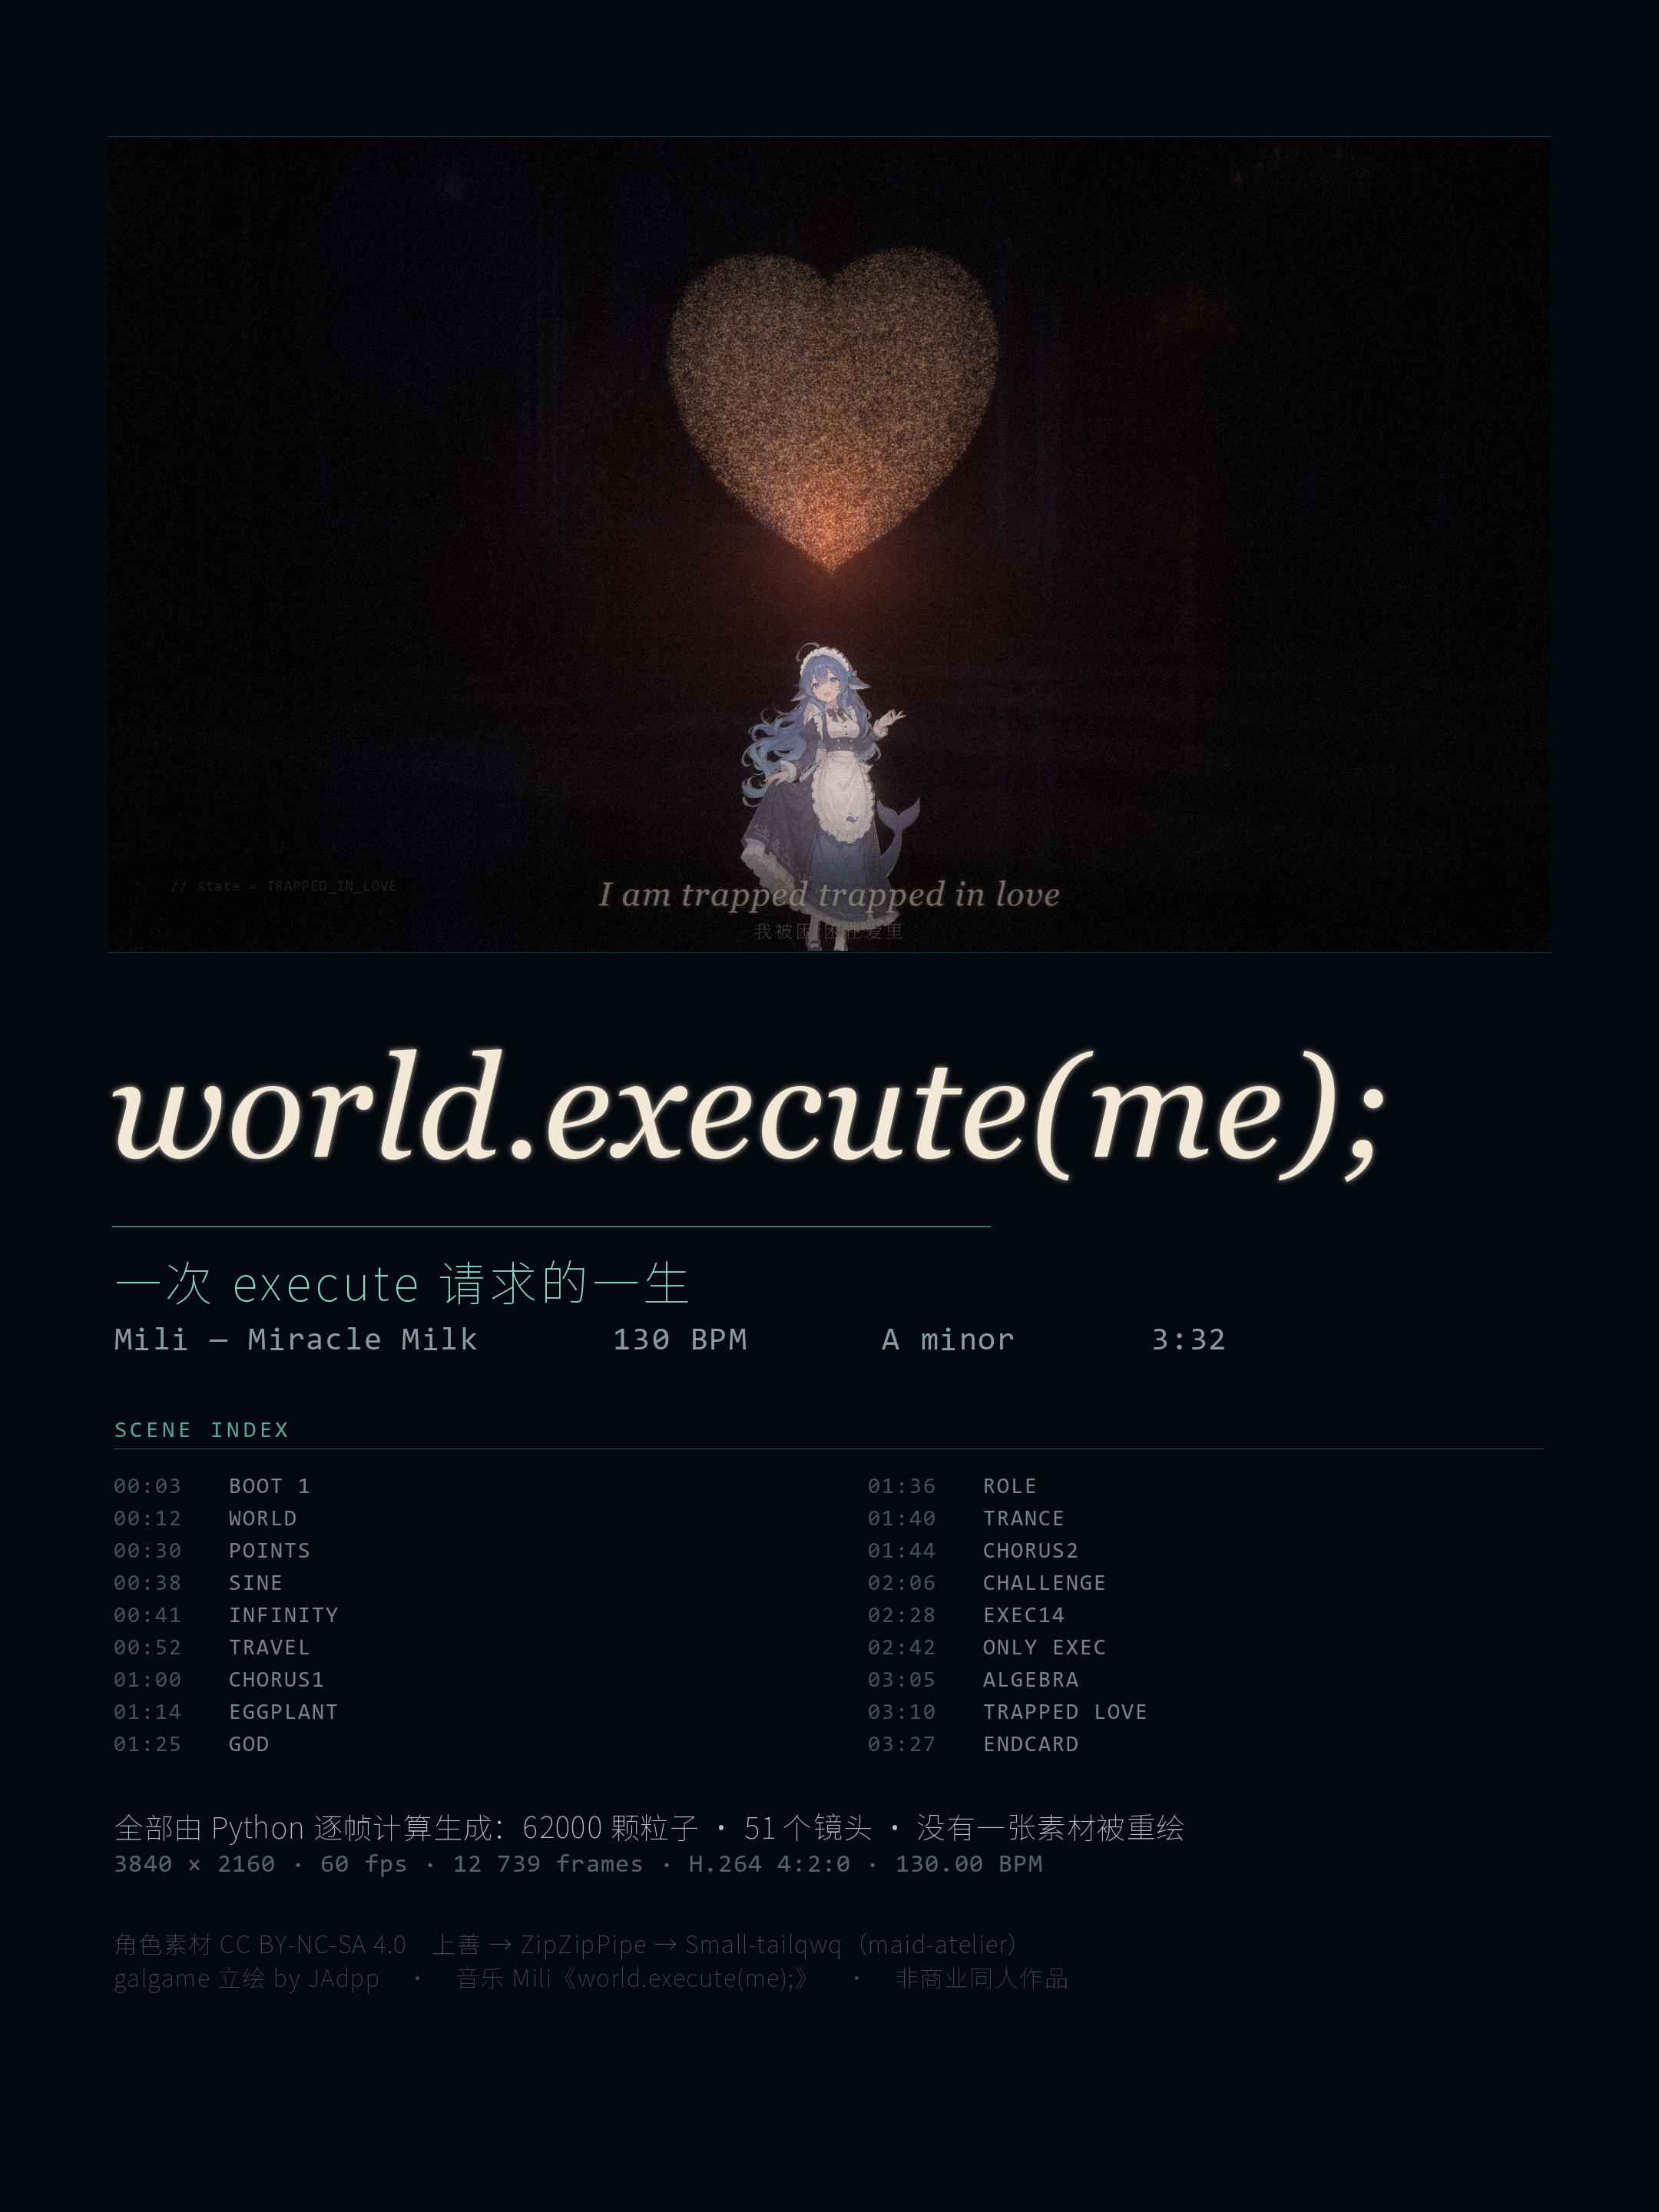 // state = TRAPPED_IN_LOVE
I am trapped trapped in love
我被困 困在爱里
world.execute(me);
一次 execute 请求的一生
Mili — Miracle Milk 130 BPM A minor 3:32
SCENE INDEX
00:03 BOOT 1
00:12 WORLD
00:30 POINTS
00:38 SINE
00:41 INFINITY
00:52 TRAVEL
01:00 CHORUS1
01:14 EGGPLANT
01:25 GOD
01:36 ROLE
01:40 TRANCE
01:44 CHORUS2
02:06 CHALLENGE
02:28 EXEC14
02:42 ONLY EXEC
03:05 ALGEBRA
03:10 TRAPPED LOVE
03:27 ENDCARD
全部由 Python 逐帧计算生成：62000 颗粒子 · 51 个镜头 · 没有一张素材被重绘
3840 × 2160 · 60 fps · 12 739 frames · H.264 4:2:0 · 130.00 BPM
角色素材 CC BY-NC-SA 4.0 上善 → ZipZipPipe → Small-tailqwq（maid-atelier）
galgame 立绘 by JAdpp · 音乐 Mili《world.execute(me);》 · 非商业同人作品